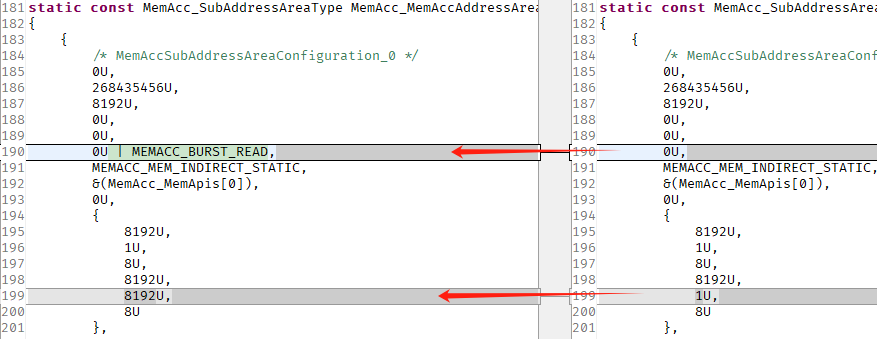 181 static const MemAcc_SubAddressAreaType MemAcc_MemAccAddressArea
182 {
183 {
184 /* MemAccSubAddressAreaConfiguration_0 */
185 0U,
186 268435456U,
187 8192U,
188 0U,
189 0U,
190 0U | MEMACC_BURST_READ,
191 MEMACC_MEM_INDIRECT_STATIC,
192 &(MemAcc_MemApis[0]),
193 0U,
194 {
195 8192U,
196 1U,
197 8U,
198 8192U,
199 8192U,
200 8U
201 },
181 static const MemAcc_SubAddressArea
182 {
183 {
184 /* MemAccSubAddressAreaConf
185 0U,
186 268435456U,
187 8192U,
188 0U,
189 0U,
190 0U,
191 MEMACC_MEM_INDIRECT_STATIC,
192 &(MemAcc_MemApis[0]),
193 0U,
194 {
195 8192U,
196 1U,
197 8U,
198 8192U,
199 1U,
200 8U
201 },